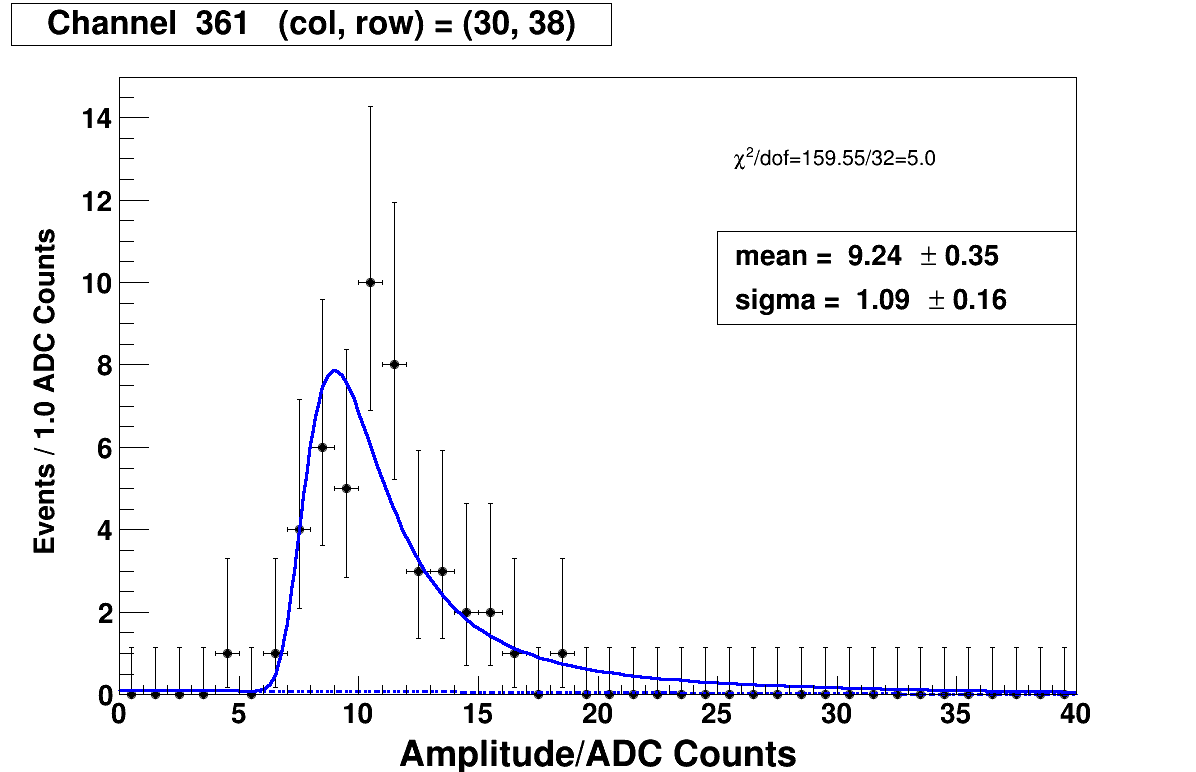 Channel 361 (col, row) = (30, 38)
χ²/dof=159.55/32=5.0
mean = 9.24 ± 0.35
sigma = 1.09 ± 0.16
Events / 1.0 ADC Counts
14
12
10
8
6
4
2
0
0 5 10 15 20 25 30 35 40
Amplitude/ADC Counts